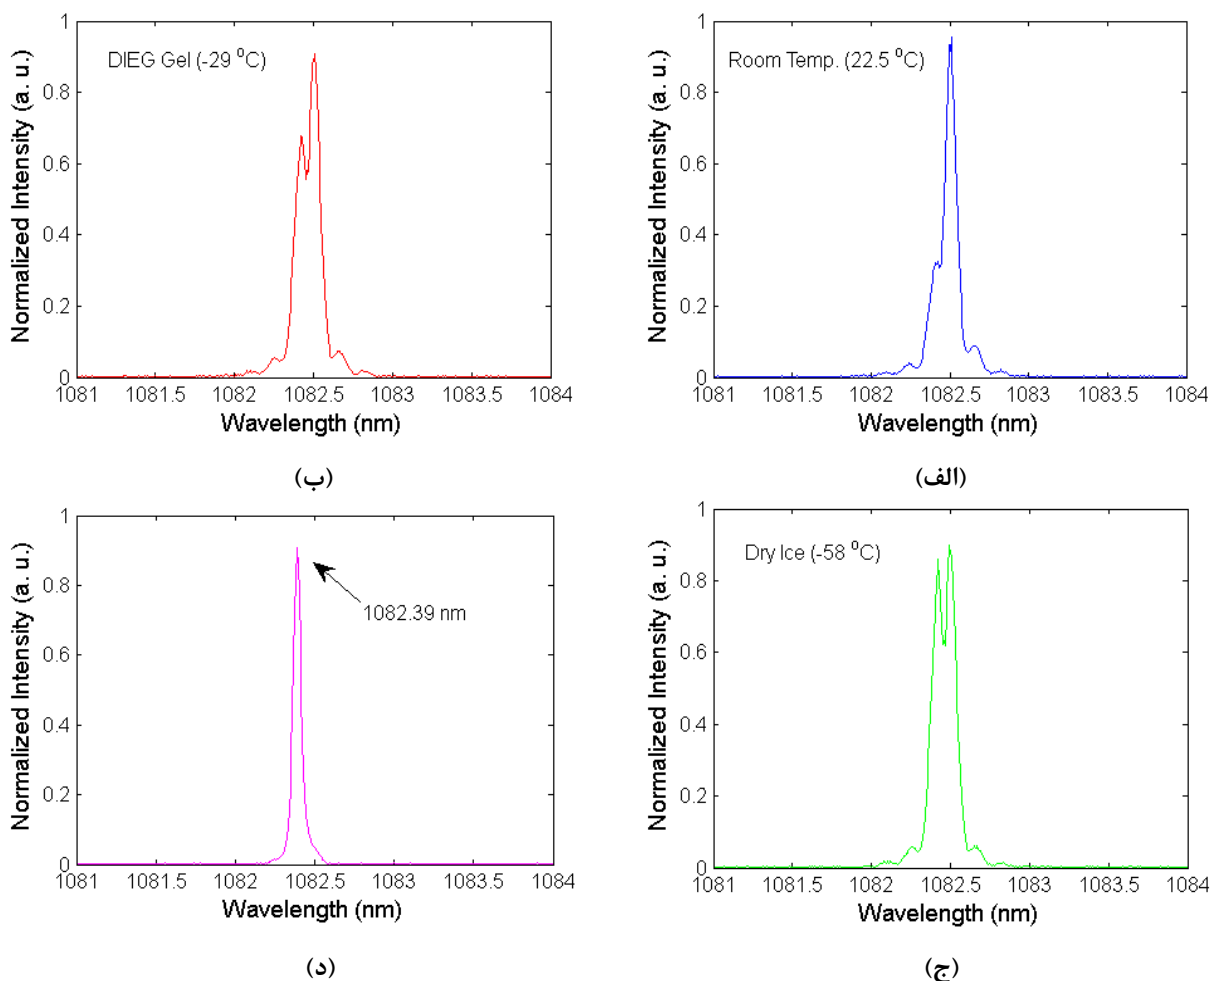 Room Temp. (22.5 ⁰C)
Normalized Intensity (a. u.)
1
0.8
0.6
0.4
0.2
0
1081 1081.5 1082 1082.5 1083 1083.5 1084
Wavelength (nm)
(الف)
DIEG Gel (-29 ⁰C)
Normalized Intensity (a. u.)
1
0.8
0.6
0.4
0.2
0
1081 1081.5 1082 1082.5 1083 1083.5 1084
Wavelength (nm)
(ب)
Dry Ice (-58 ⁰C)
Normalized Intensity (a. u.)
1
0.8
0.6
0.4
0.2
0
1081 1081.5 1082 1082.5 1083 1083.5 1084
Wavelength (nm)
(ج)
1082.39 nm
Normalized Intensity (a. u.)
1
0.8
0.6
0.4
0.2
0
1081 1081.5 1082 1082.5 1083 1083.5 1084
Wavelength (nm)
(د)